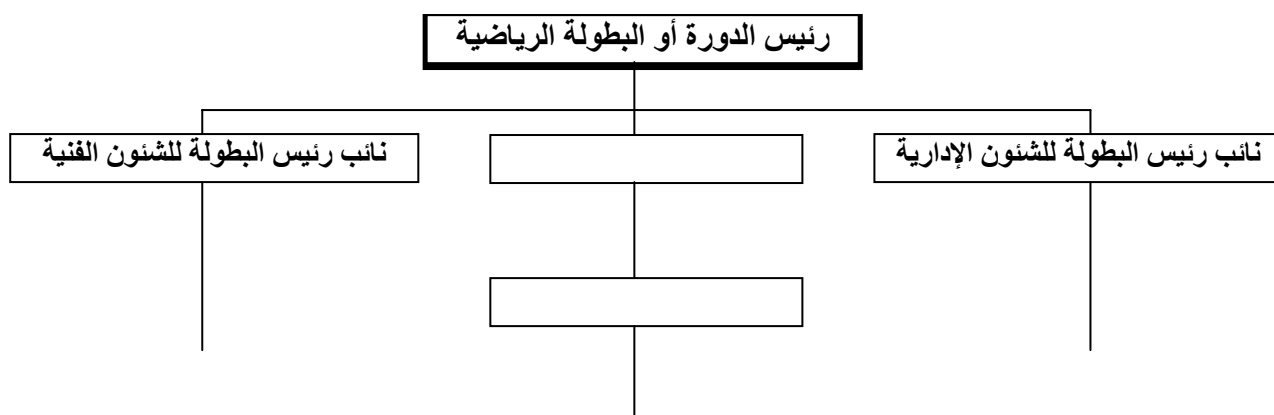 رئيس الدورة أو البطولة الرياضية
نائب رئيس البطولة للشئون الإدارية
نائب رئيس البطولة للشئون الفنية